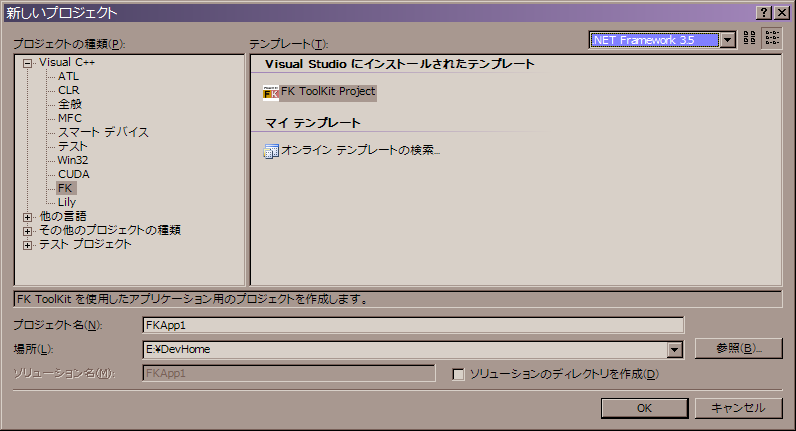 新しいプロジェクト
プロジェクトの種類(P):
テンプレート(T):
.NET Framework 3.5
Visual C++
ATL
CLR
全般
MFC
スマート デバイス
テスト
Win32
CUDA
FK
Lily
他の言語
その他のプロジェクトの種類
テスト プロジェクト
Visual Studio にインストールされたテンプレート
FK ToolKit Project
マイ テンプレート
オンライン テンプレートの検索...
FK ToolKit を使用したアプリケーション用のプロジェクトを作成します。
プロジェクト名(N):
FKApp1
場所(L):
E:¥DevHome
参照(B)...
ソリューション名(M):
FKApp1
ソリューションのディレクトリを作成(D)
OK
キャンセル